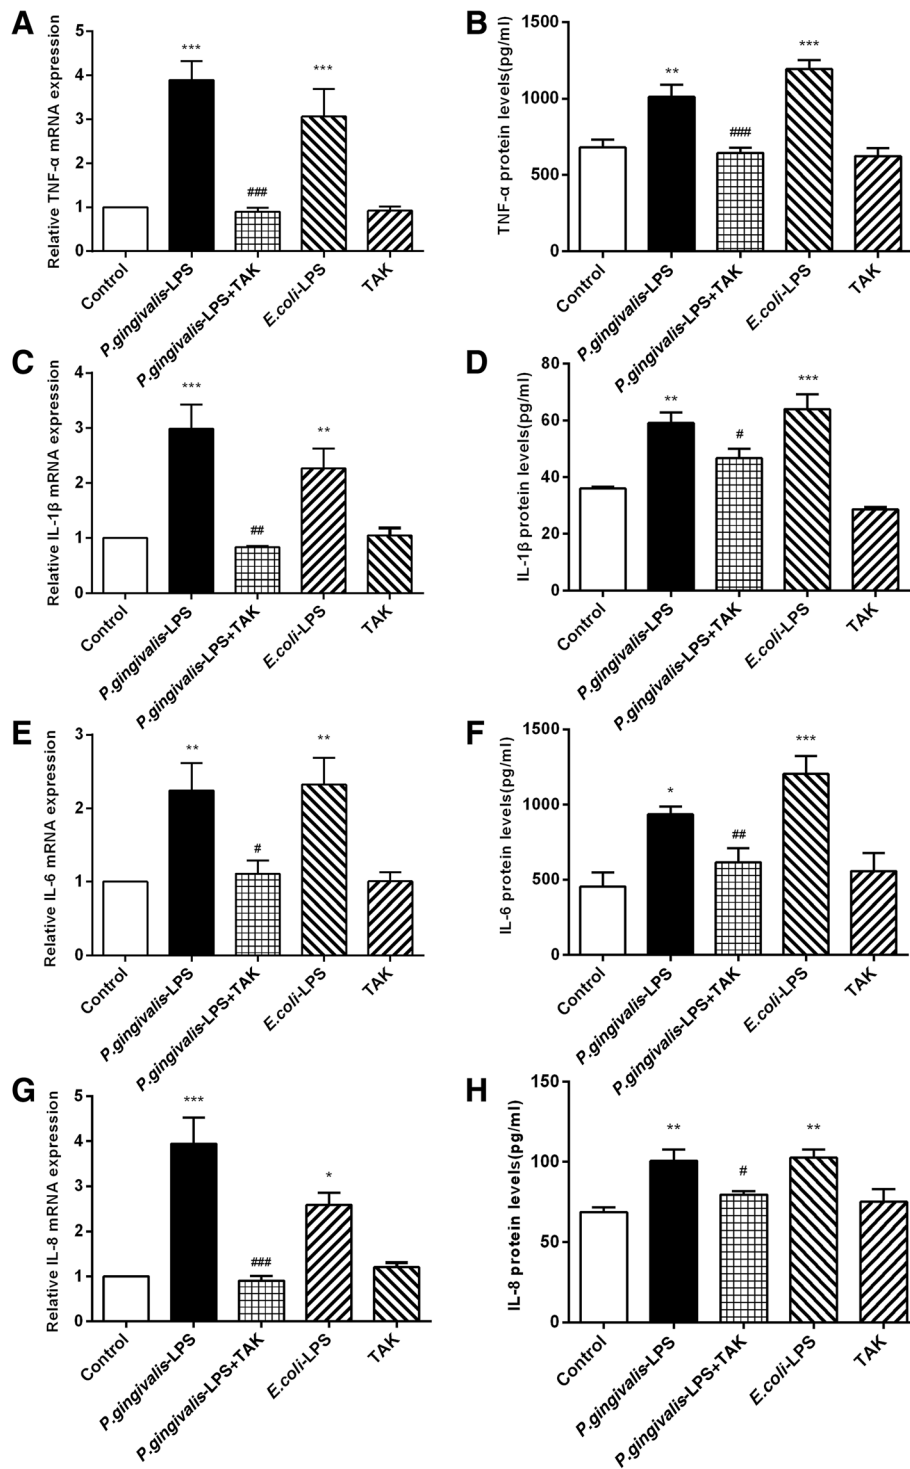 A
Relative TNF-α mRNA expression
5
4
3
2
1
0
***
###
***
Control
P.gingivalis-LPS
P.gingivalis-LPS+TAK
E.coli-LPS
TAK
B
TNF-α protein levels(pg/ml)
1500
1000
500
0
**
###
***
Control
P.gingivalis-LPS
P.gingivalis-LPS+TAK
E.coli-LPS
TAK
C
Relative IL-1β mRNA expression
4
3
2
1
0
***
##
**
Control
P.gingivalis-LPS
P.gingivalis-LPS+TAK
E.coli-LPS
TAK
D
IL-1β protein levels(pg/ml)
80
60
40
20
0
**
#
***
Control
P.gingivalis-LPS
P.gingivalis-LPS+TAK
E.coli-LPS
TAK
E
Relative IL-6 mRNA expression
3
2
1
0
**
#
**
Control
P.gingivalis-LPS
P.gingivalis-LPS+TAK
E.coli-LPS
TAK
F
IL-6 protein levels(pg/ml)
1500
1000
500
0
*
##
***
Control
P.gingivalis-LPS
P.gingivalis-LPS+TAK
E.coli-LPS
TAK
G
Relative IL-8 mRNA expression
5
4
3
2
1
0
***
###
*
Control
P.gingivalis-LPS
P.gingivalis-LPS+TAK
E.coli-LPS
TAK
H
IL-8 protein levels(pg/ml)
150
100
50
0
**
#
**
Control
P.gingivalis-LPS
P.gingivalis-LPS+TAK
E.coli-LPS
TAK